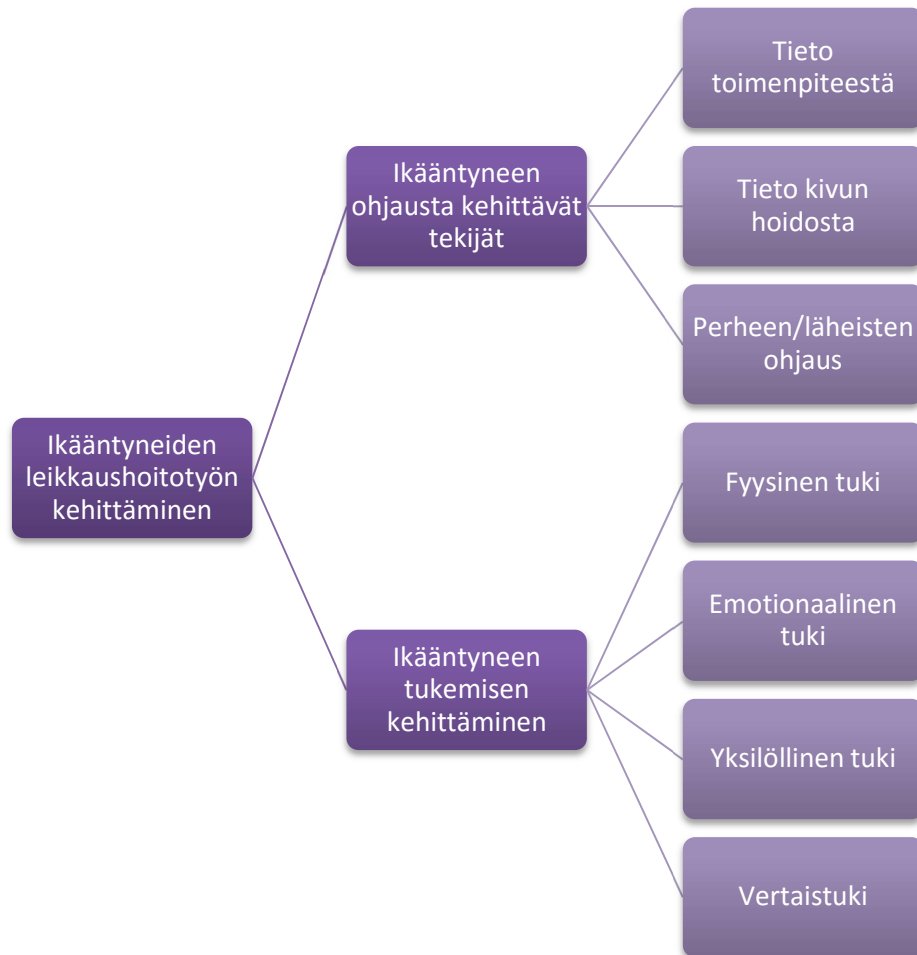 Tieto
toimenpiteestä
Ikääntyneen
ohjausta kehittävät
tekijät
Tieto kivun
hoidosta
Perheen/läheisten
ohjaus
Ikääntyneiden
leikkaushoitotyön
kehittäminen
Fyysinen tuki
Emotionaalinen
tuki
Ikääntyneen
tukemisen
kehittäminen
Yksilöllinen tuki
Vertaistuki